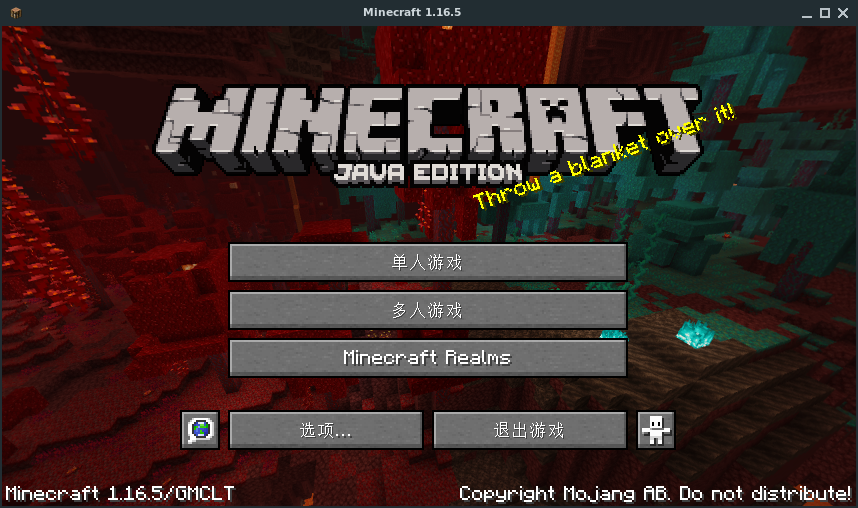 Minecraft 1.16.5
MINECRAFT
JAVA EDITION
Throw a blanket over it!
单人游戏
多人游戏
Minecraft Realms
选项...
退出游戏
Minecraft 1.16.5/GMCLT
Copyright Mojang AB. Do not distribute!